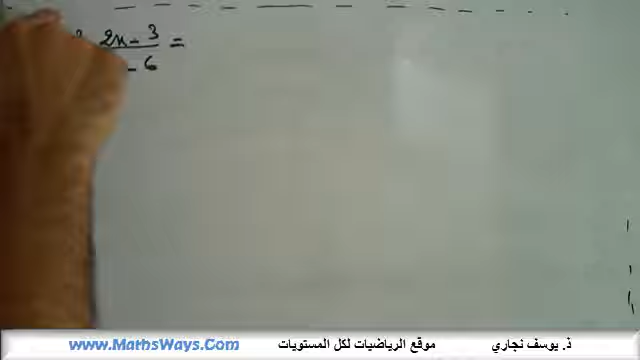 2x - 3 =
- 6
www.MathsWays.Com موقع الرياضيات لكل المستويات ذ. يوسف نجاري